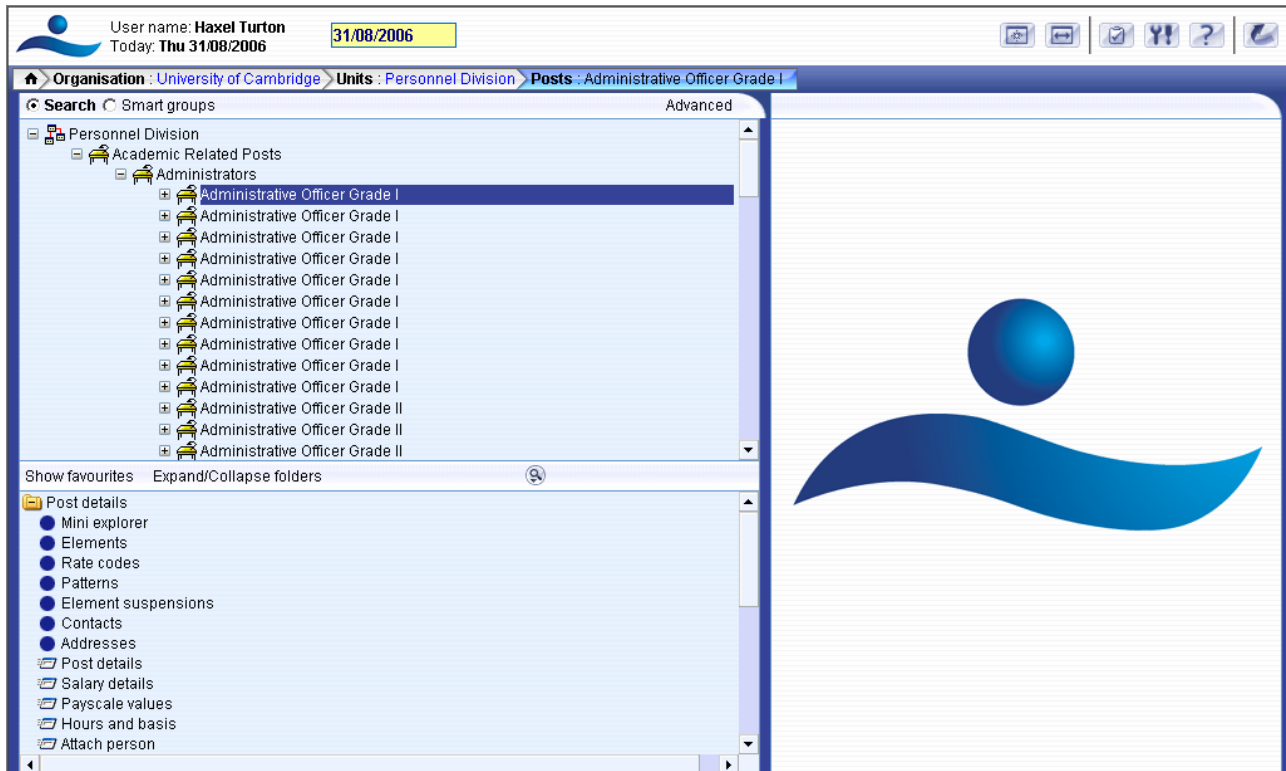 User name: Haxel Turton
Today: Thu 31/08/2006
31/08/2006
Organisation : University of Cambridge Units : Personnel Division Posts : Administrative Officer Grade I
Search Smart groups Advanced
Personnel Division
Academic Related Posts
Administrators
Administrative Officer Grade I
Administrative Officer Grade I
Administrative Officer Grade I
Administrative Officer Grade I
Administrative Officer Grade I
Administrative Officer Grade I
Administrative Officer Grade I
Administrative Officer Grade I
Administrative Officer Grade I
Administrative Officer Grade I
Administrative Officer Grade II
Administrative Officer Grade II
Administrative Officer Grade II
Show favourites Expand/Collapse folders
Post details
Mini explorer
Elements
Rate codes
Patterns
Element suspensions
Contacts
Addresses
Post details
Salary details
Payscale values
Hours and basis
Attach person